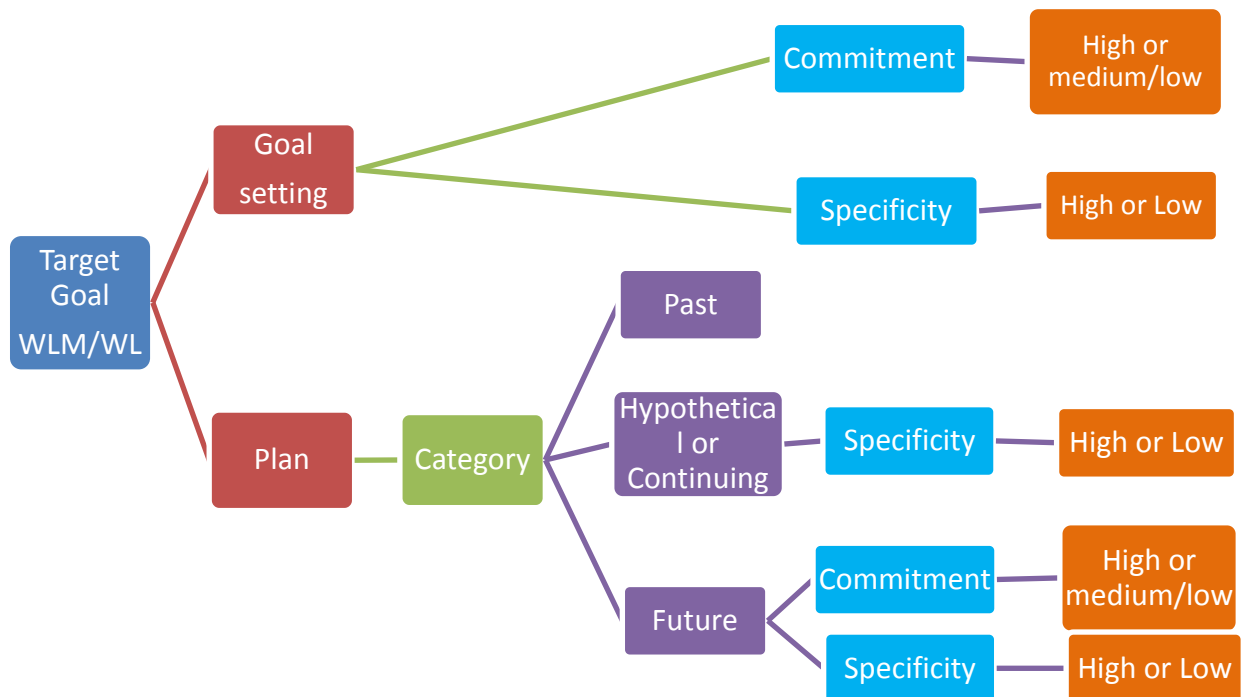 Commitment
High or
medium/low
Goal
setting
Specificity
High or Low
Target
Goal
WLM/WL
Past
Hypothetica
l or
Continuing
Specificity
High or Low
Plan
Category
Commitment
High or
medium/low
Future
Specificity
High or Low